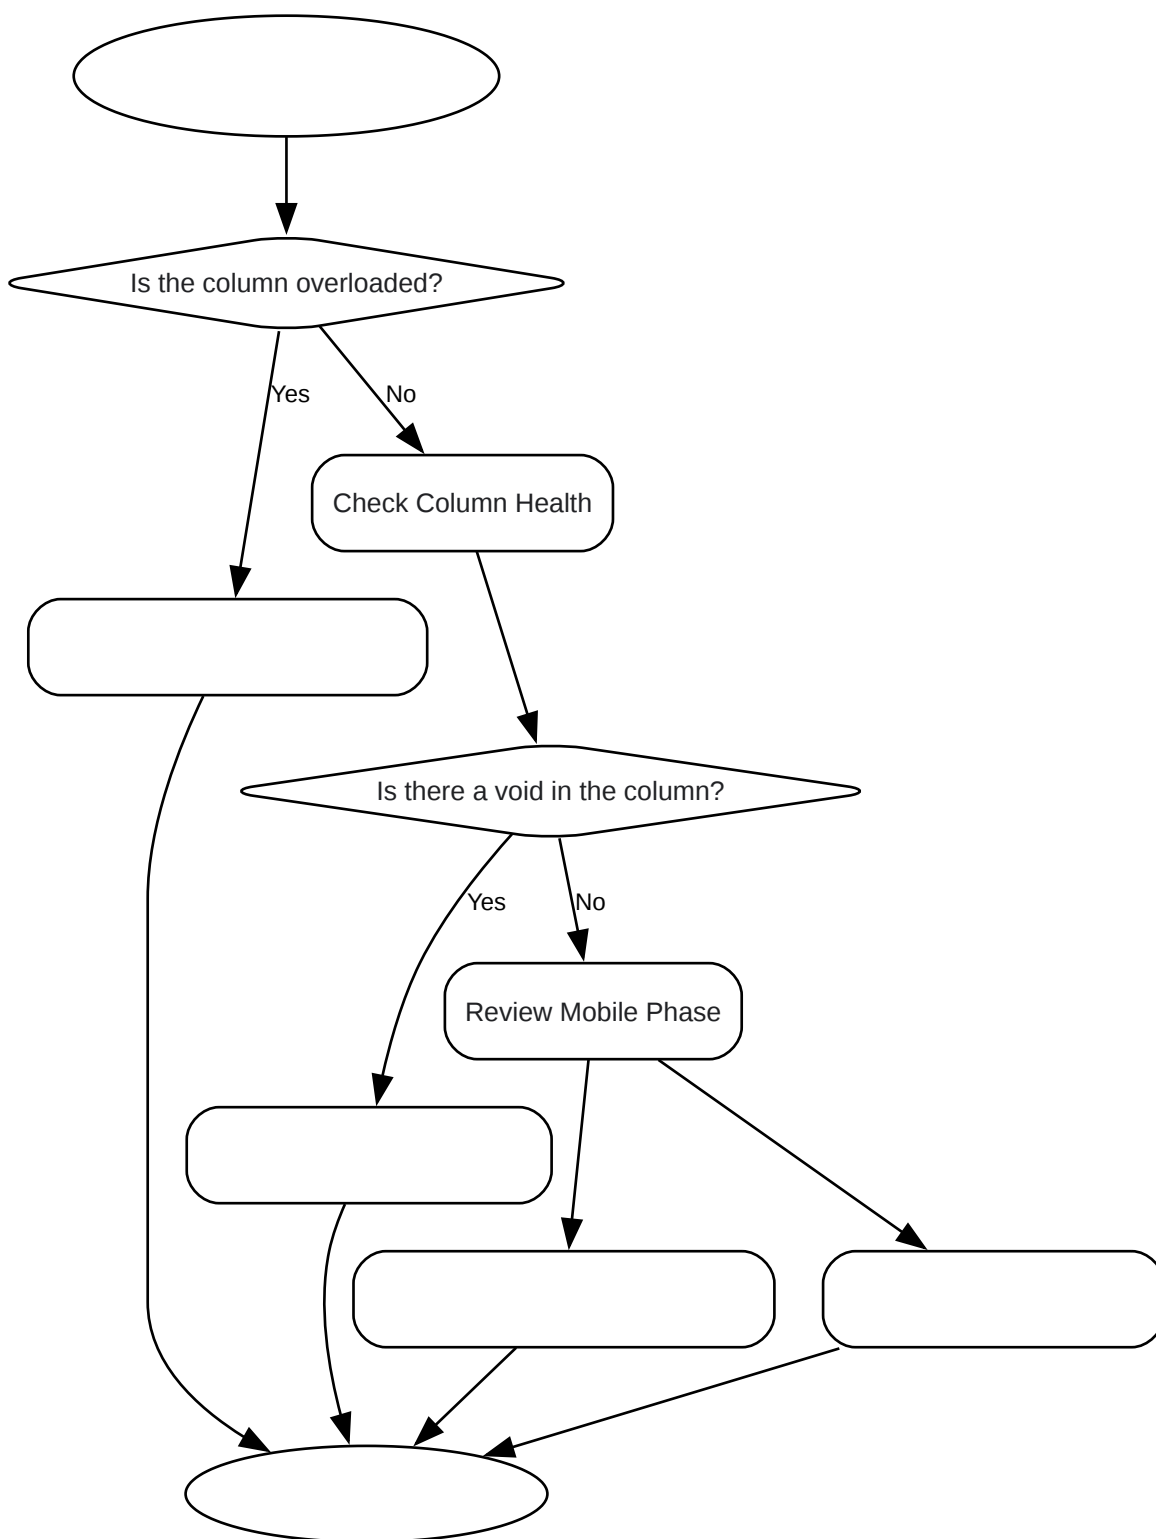 Is the column overloaded?
Yes
No
Check Column Health
Is there a void in the column?
Yes
No
Review Mobile Phase